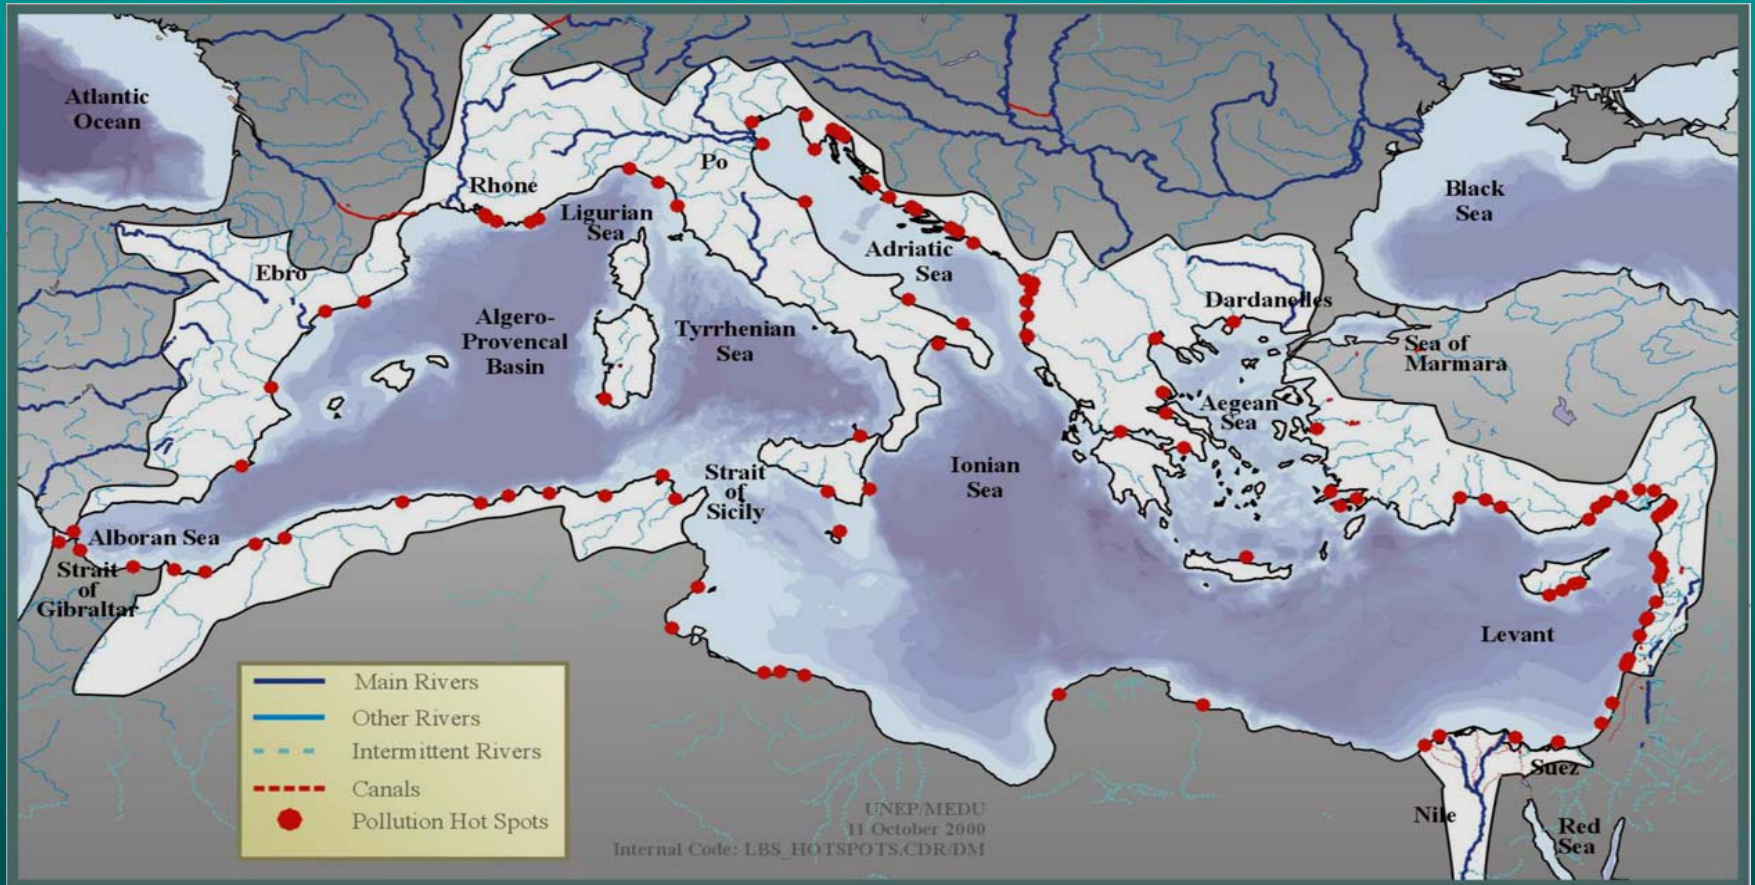 Atlantic
Ocean
Rhone
Po
Ligurian
Sea
Ebro
Adriatic
Sea
Black
Sea
Dardanelles
Algero-
Provencal
Basin
Tyrrhenian
Sea
Sea of
Marmara
Aegean
Sea
Ionian
Sea
Strait
of
Sicily
Alboran Sea
Strait
of
Gibraltar
Levant
Suez
Nile
Red
Sea
Main Rivers
Other Rivers
Intermittent Rivers
Canals
Pollution Hot Spots
UNEP/MEDU
11 October 2000
Internal Code: LBS_HOTSPOTS.CDR/DM